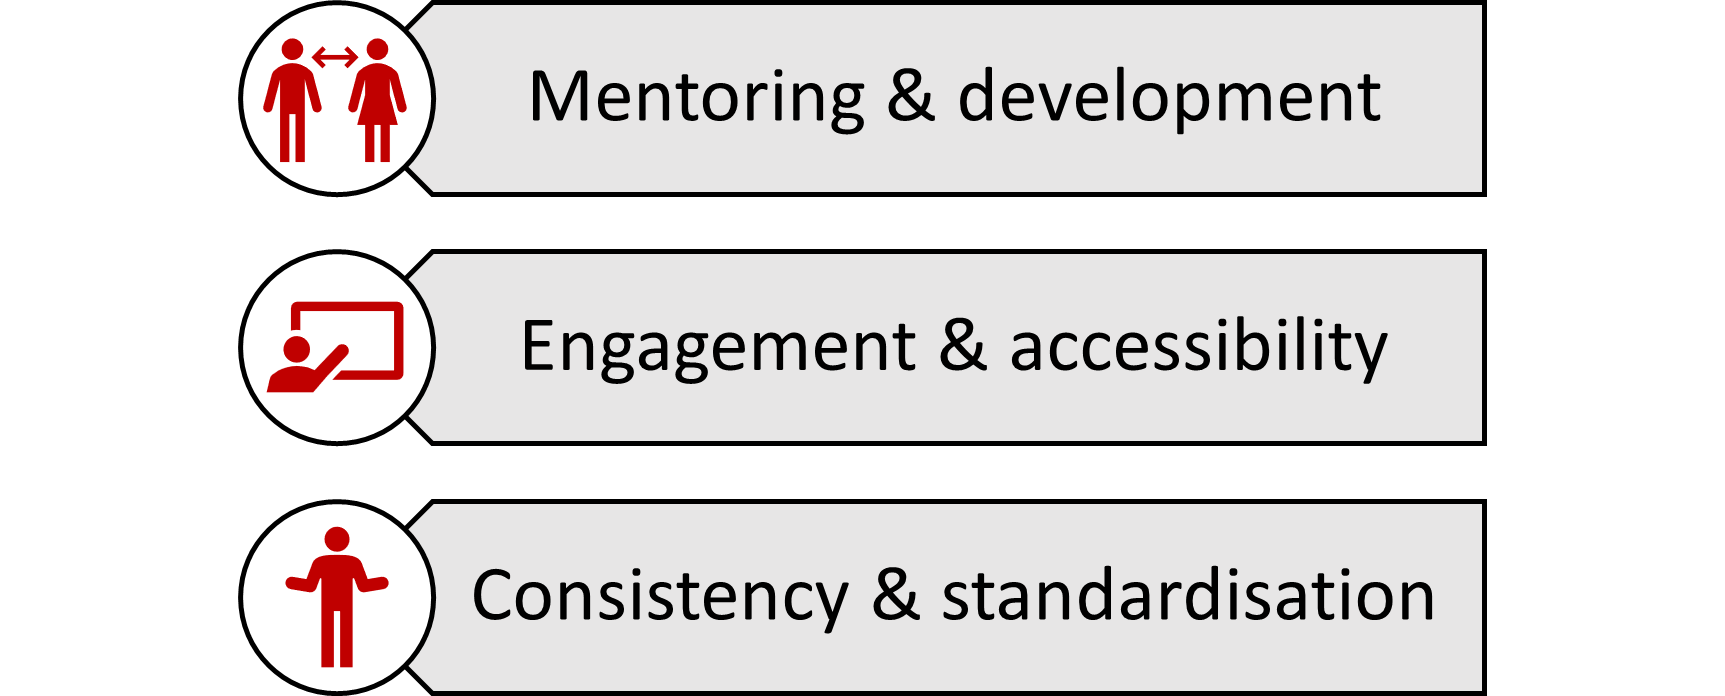 Mentoring & development
Engagement & accessibility
Consistency & standardisation